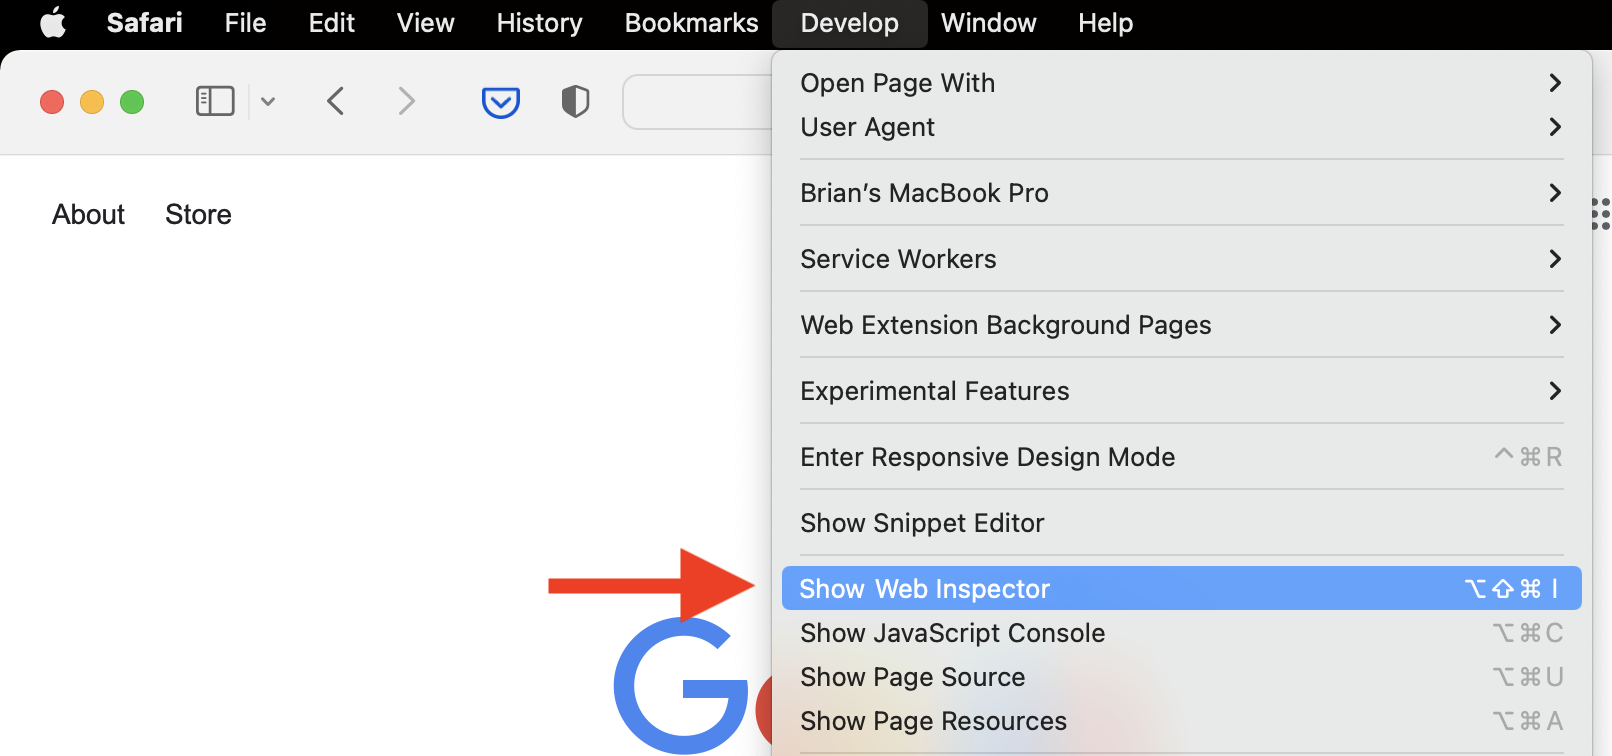 Safari File Edit View History Bookmarks Develop Window Help
Open Page With
User Agent
Brian’s MacBook Pro
About Store
Service Workers
Web Extension Background Pages
Experimental Features
Enter Responsive Design Mode ^⌘R
Show Snippet Editor
Show Web Inspector ⌥⇧⌘I
Show JavaScript Console ⌥⌘C
Show Page Source ⌥⌘U
Show Page Resources ⌥⌘A
G